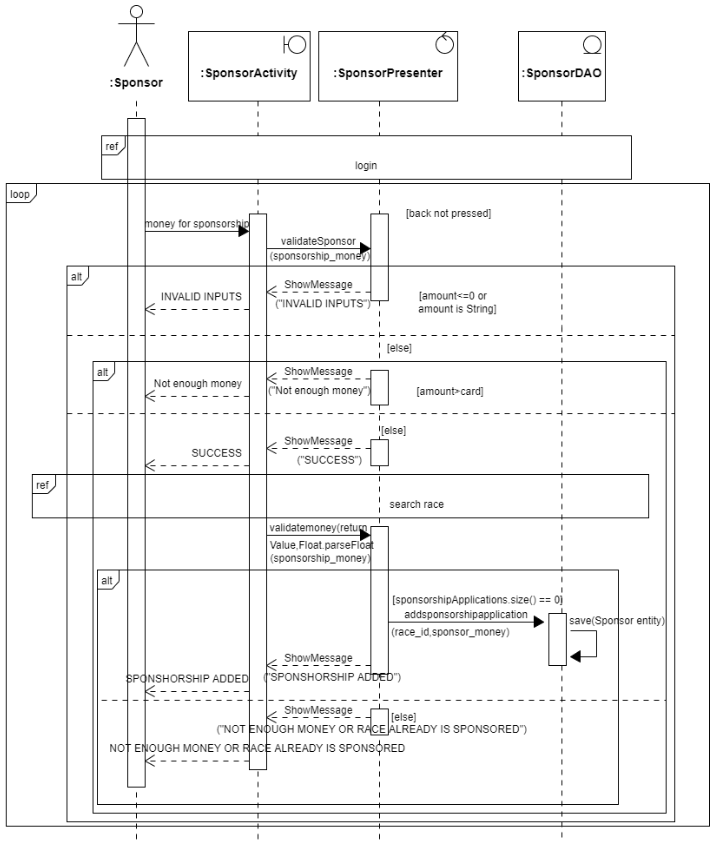 :Sponsor
:SponsorActivity
:SponsorPresenter
:SponsorDAO
ref
login
loop
[back not pressed]
money for sponsorship
validateSponsor
(sponsorship_money)
alt
ShowMessage
("INVALID INPUTS")
INVALID INPUTS
[amount<=0 or
amount is String]
[else]
alt
ShowMessage
("Not enough money")
Not enough money
[amount>card]
[else]
ShowMessage
("SUCCESS")
SUCCESS
ref
search race
validatemoney(return
Value,Float.parseFloat
(sponsorship_money)
alt
[sponsorshipApplications.size() == 0]
addsponsorshipapplication
(race_id,sponsor_money)
save(Sponsor entity)
ShowMessage
("SPONSHORSHIP ADDED")
SPONSHORSHIP ADDED
ShowMessage
[else]
("NOT ENOUGH MONEY OR RACE ALREADY IS SPONSORED")
NOT ENOUGH MONEY OR RACE ALREADY IS SPONSORED